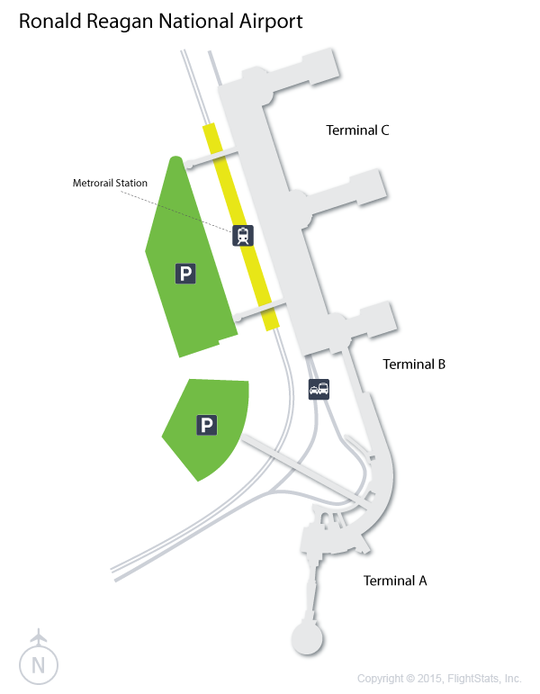 Ronald Reagan National Airport
Terminal C
Metrorail Station
P
Terminal B
P
Terminal A
N
Copyright © 2015, FlightStats, Inc.